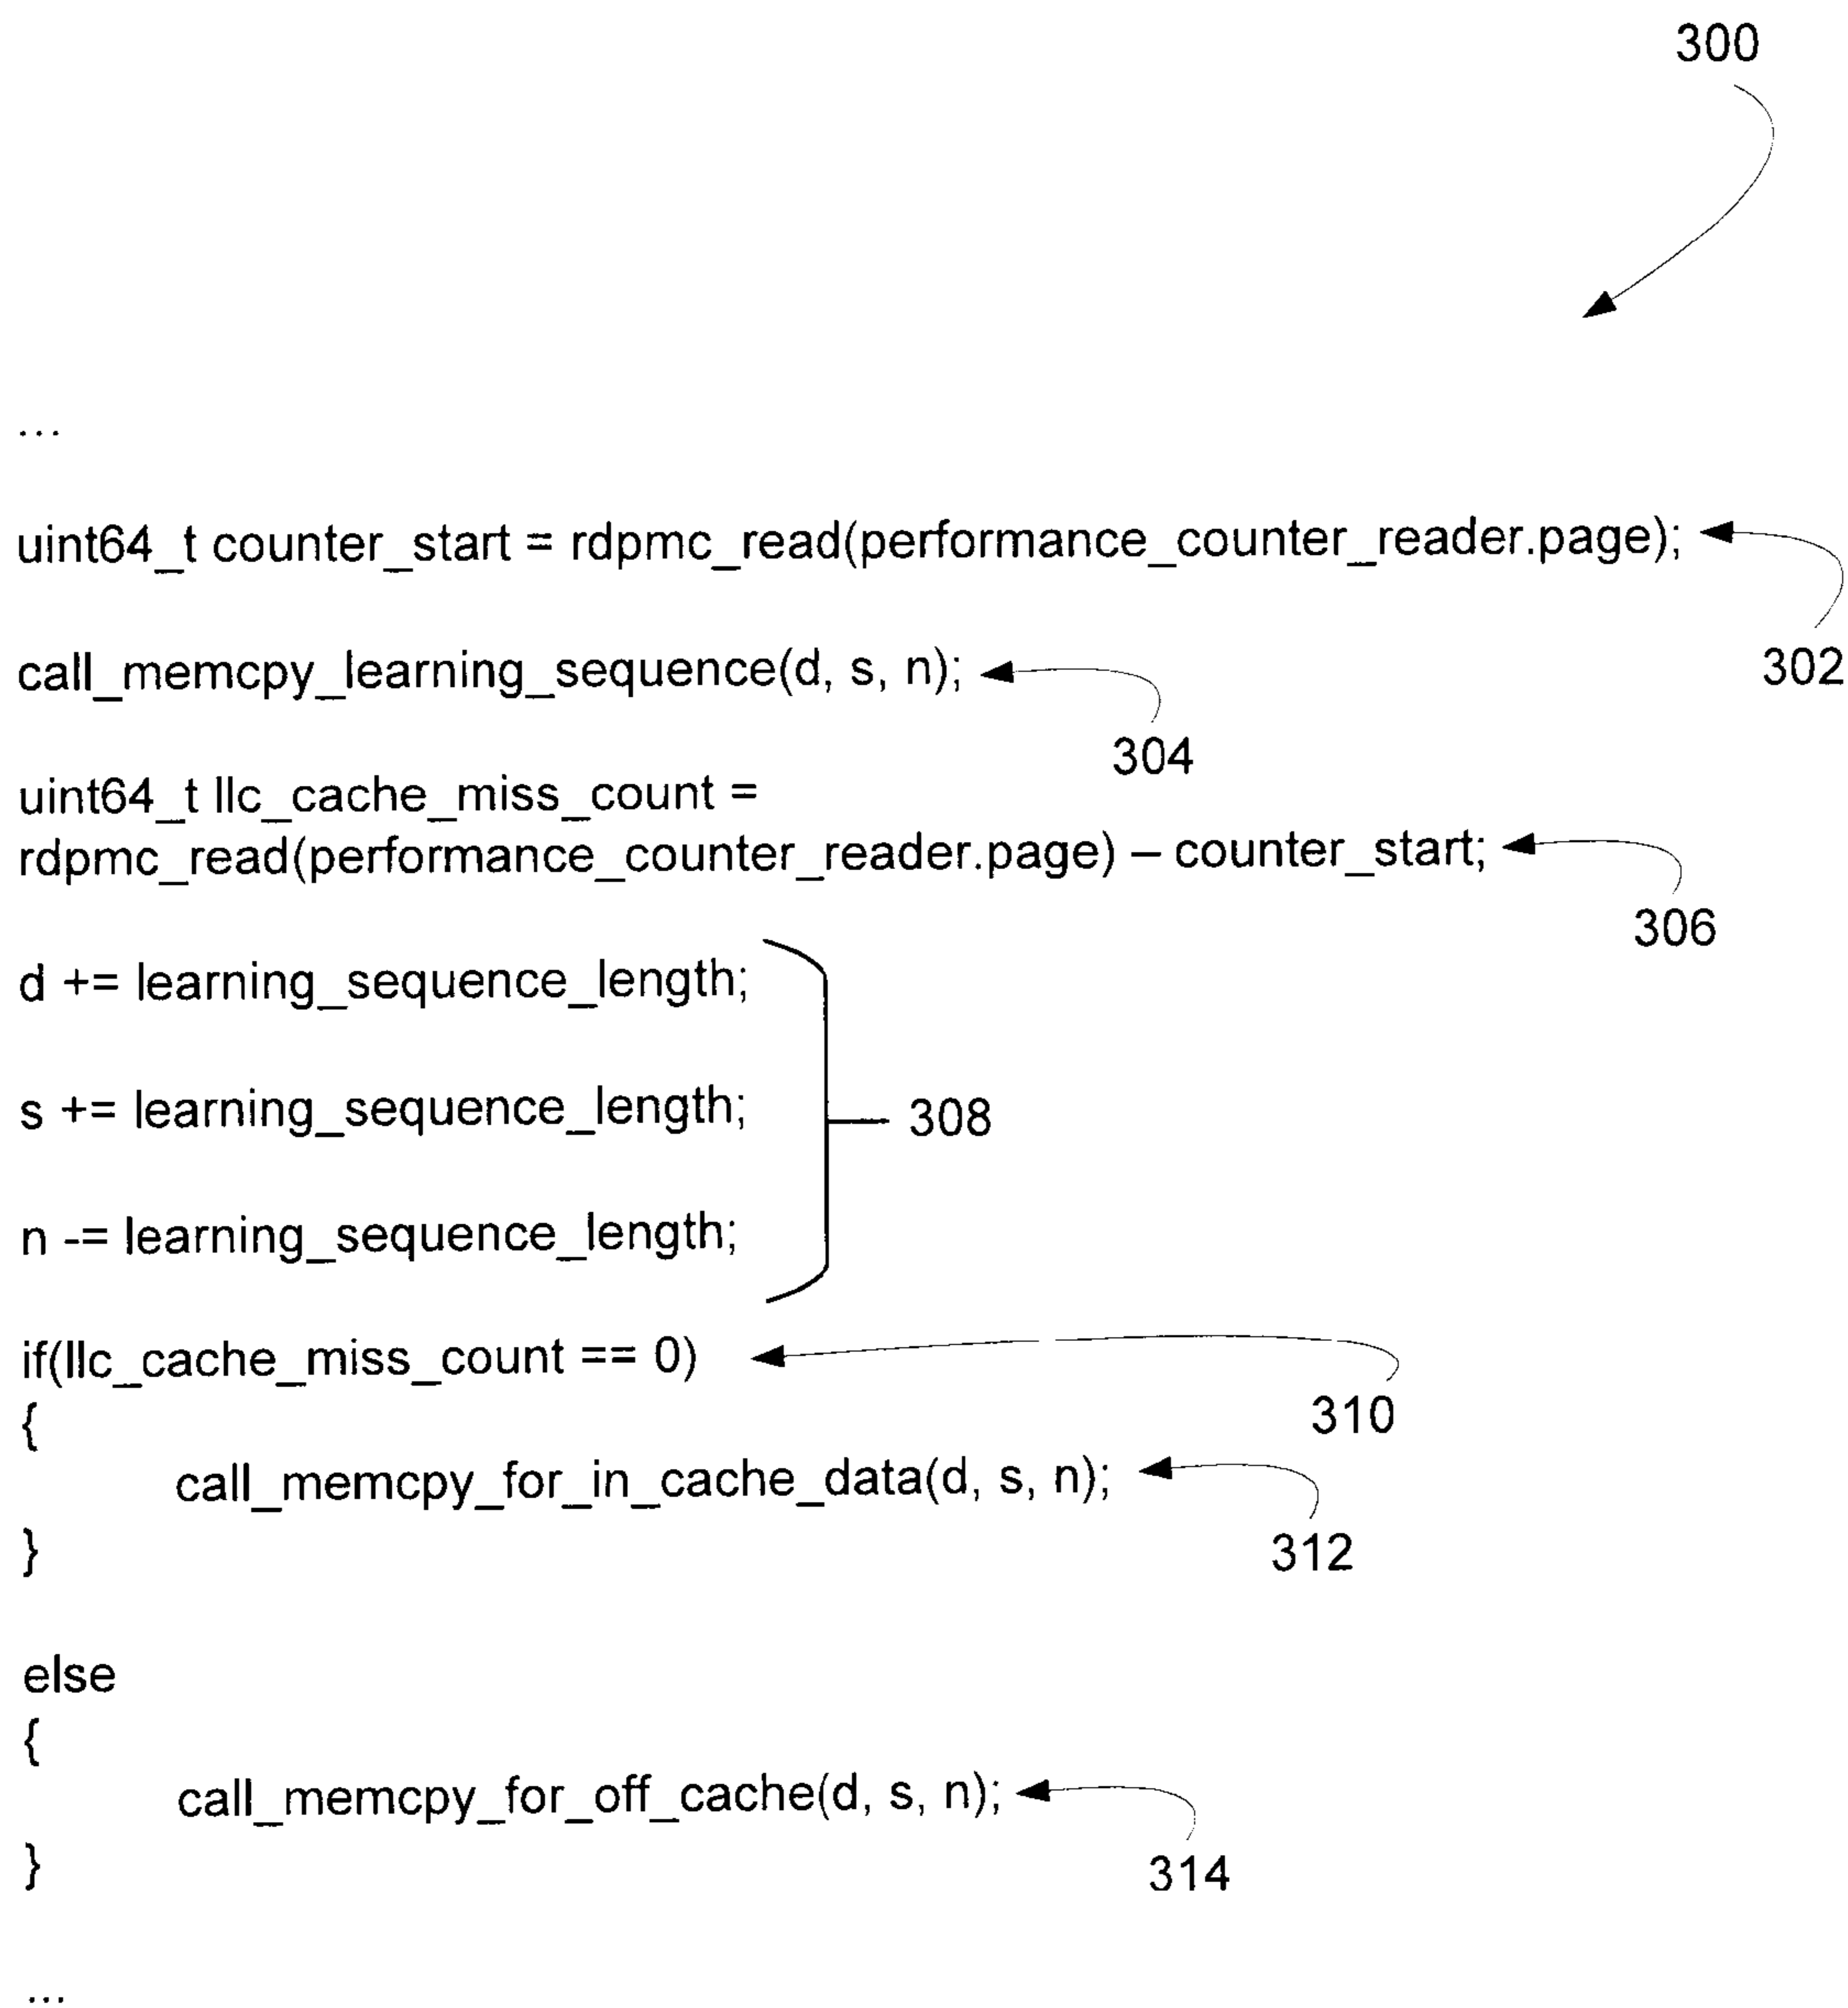 300
...
uint64_t counter_start = rdpmc_read(performance_counter_reader.page);
302
call_memcpy_learning_sequence(d, s, n);
304
uint64_t llc_cache_miss_count =
rdpmc_read(performance_counter_reader.page) – counter_start;
306
d += learning_sequence_length;
s += learning_sequence_length;
308
n -= learning_sequence_length;
if(llc_cache_miss_count == 0)
310
{
call_memcpy_for_in_cache_data(d, s, n);
312
}
else
{
call_memcpy_for_off_cache(d, s, n);
314
}
...